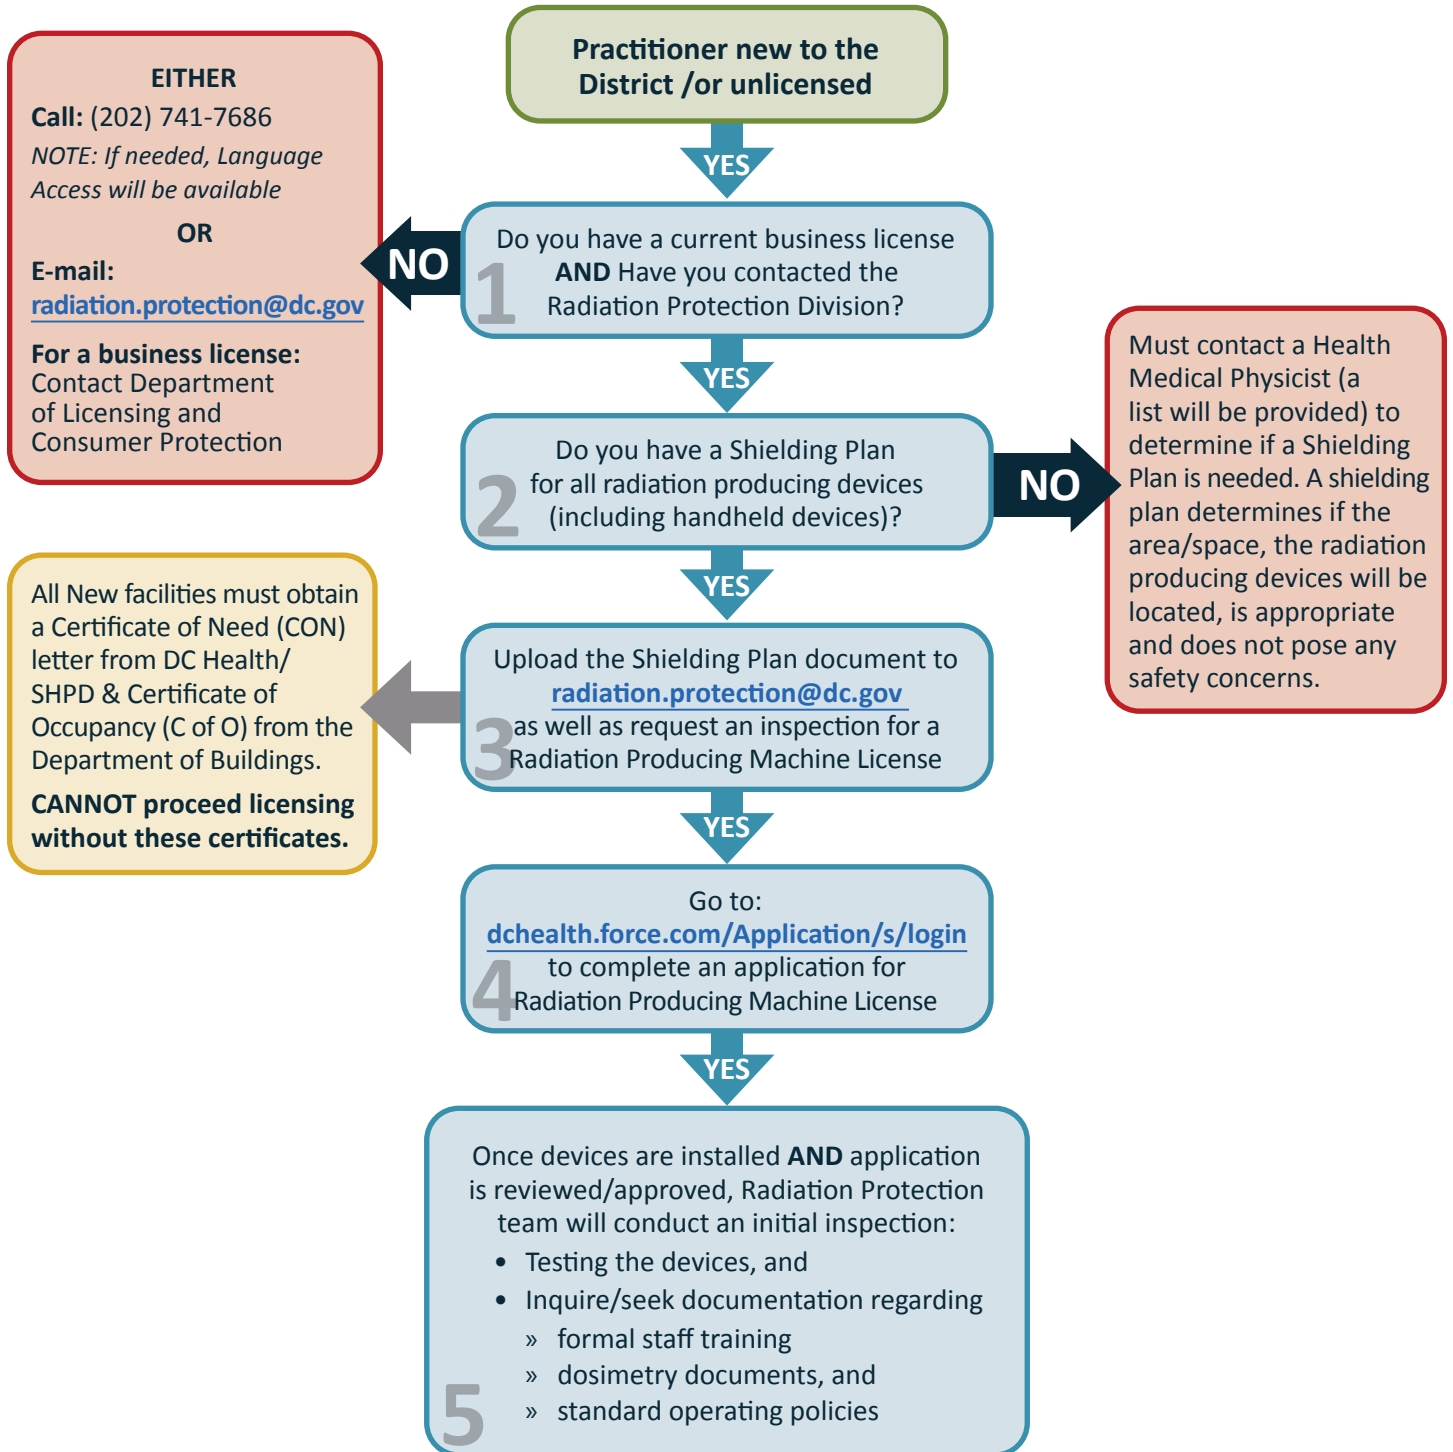 Practitioner new to the
District /or unlicensed
YES
EITHER
Call: (202) 741-7686
NOTE: If needed, Language
Access will be available
OR
E-mail:
radiation.protection@dc.gov
For a business license:
Contact Department
of Licensing and
Consumer Protection
NO
1
Do you have a current business license
AND Have you contacted the
Radiation Protection Division?
YES
2
Do you have a Shielding Plan
for all radiation producing devices
(including handheld devices)?
NO
Must contact a Health
Medical Physicist (a
list will be provided) to
determine if a Shielding
Plan is needed. A shielding
plan determines if the
area/space, the radiation
producing devices will be
located, is appropriate
and does not pose any
safety concerns.
YES
3
Upload the Shielding Plan document to
radiation.protection@dc.gov
as well as request an inspection for a
Radiation Producing Machine License
All New facilities must obtain
a Certificate of Need (CON)
letter from DC Health/
SHPD & Certificate of
Occupancy (C of O) from the
Department of Buildings.
CANNOT proceed licensing
without these certificates.
YES
4
Go to:
dchealth.force.com/Application/s/login
to complete an application for
Radiation Producing Machine License
YES
5
Once devices are installed AND application
is reviewed/approved, Radiation Protection
team will conduct an initial inspection:
• Testing the devices, and
• Inquire/seek documentation regarding
» formal staff training
» dosimetry documents, and
» standard operating policies